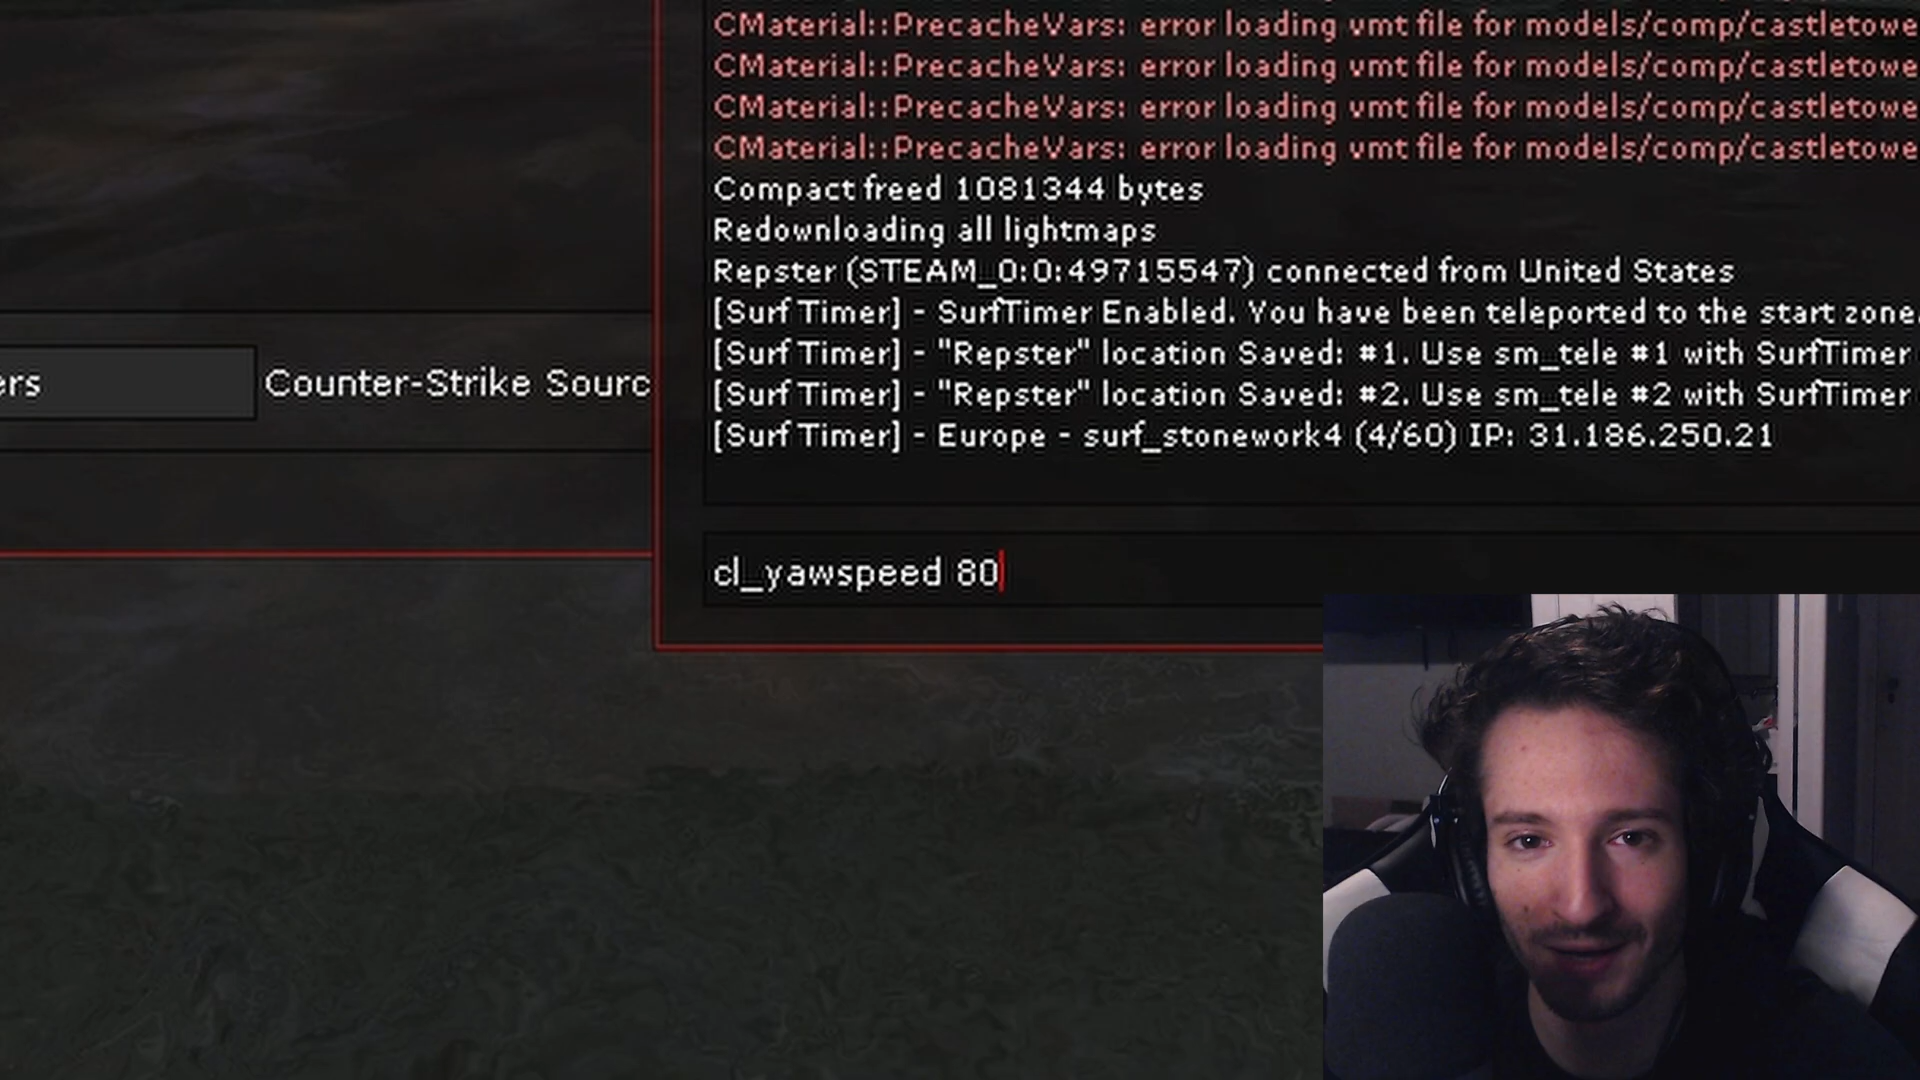 CMaterial::PrecacheVars: error loading vmt file for models/comp/castletowe
CMaterial::PrecacheVars: error loading vmt file for models/comp/castletowe
CMaterial::PrecacheVars: error loading vmt file for models/comp/castletowe
CMaterial::PrecacheVars: error loading vmt file for models/comp/castletowe
Compact freed 1081344 bytes
Redownloading all lightmaps
Repster (STEAM_0:0:49715547) connected from United States
[Surf Timer] - SurfTimer Enabled. You have been teleported to the start zone.
[Surf Timer] - "Repster" location Saved: #1. Use sm_tele #1 with SurfTimer
[Surf Timer] - "Repster" location Saved: #2. Use sm_tele #2 with SurfTimer
[Surf Timer] - Europe - surf_stonework4 (4/60) IP: 31.186.250.21
ers
Counter-Strike Sourc
cl_yawspeed 80